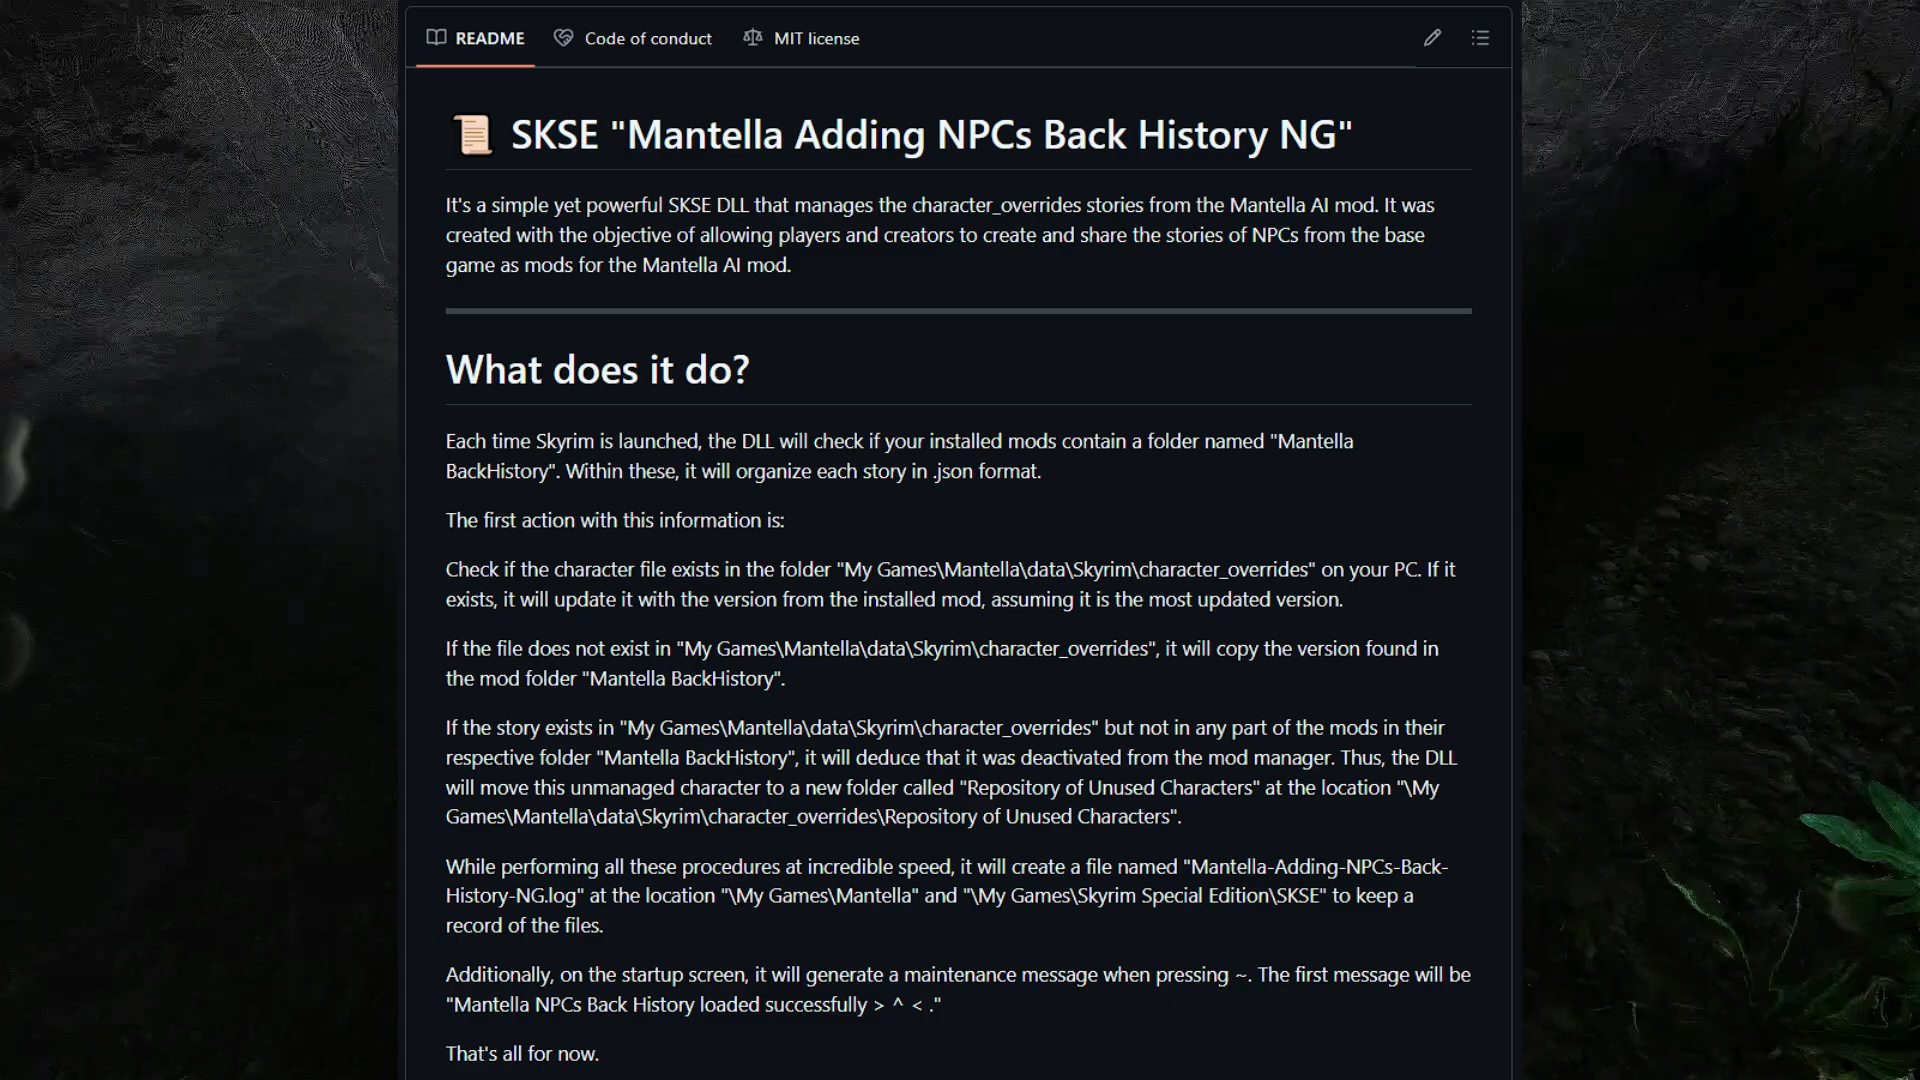 README
Code of conduct
MIT license
📜 SKSE "Mantella Adding NPCs Back History NG"
It's a simple yet powerful SKSE DLL that manages the character_overrides stories from the Mantella AI mod. It was
created with the objective of allowing players and creators to create and share the stories of NPCs from the base
game as mods for the Mantella AI mod.
What does it do?
Each time Skyrim is launched, the DLL will check if your installed mods contain a folder named "Mantella
BackHistory". Within these, it will organize each story in .json format.
The first action with this information is:
Check if the character file exists in the folder "My Games\Mantella\data\Skyrim\character_overrides" on your PC. If it
exists, it will update it with the version from the installed mod, assuming it is the most updated version.
If the file does not exist in "My Games\Mantella\data\Skyrim\character_overrides", it will copy the version found in
the mod folder "Mantella BackHistory".
If the story exists in "My Games\Mantella\data\Skyrim\character_overrides" but not in any part of the mods in their
respective folder "Mantella BackHistory", it will deduce that it was deactivated from the mod manager. Thus, the DLL
will move this unmanaged character to a new folder called "Repository of Unused Characters" at the location "\My
Games\Mantella\data\Skyrim\character_overrides\Repository of Unused Characters".
While performing all these procedures at incredible speed, it will create a file named "Mantella-Adding-NPCs-Back-
History-NG.log" at the location "\My Games\Mantella" and "\My Games\Skyrim Special Edition\SKSE" to keep a
record of the files.
Additionally, on the startup screen, it will generate a maintenance message when pressing ~. The first message will be
"Mantella NPCs Back History loaded successfully > ^ < ."
That's all for now.